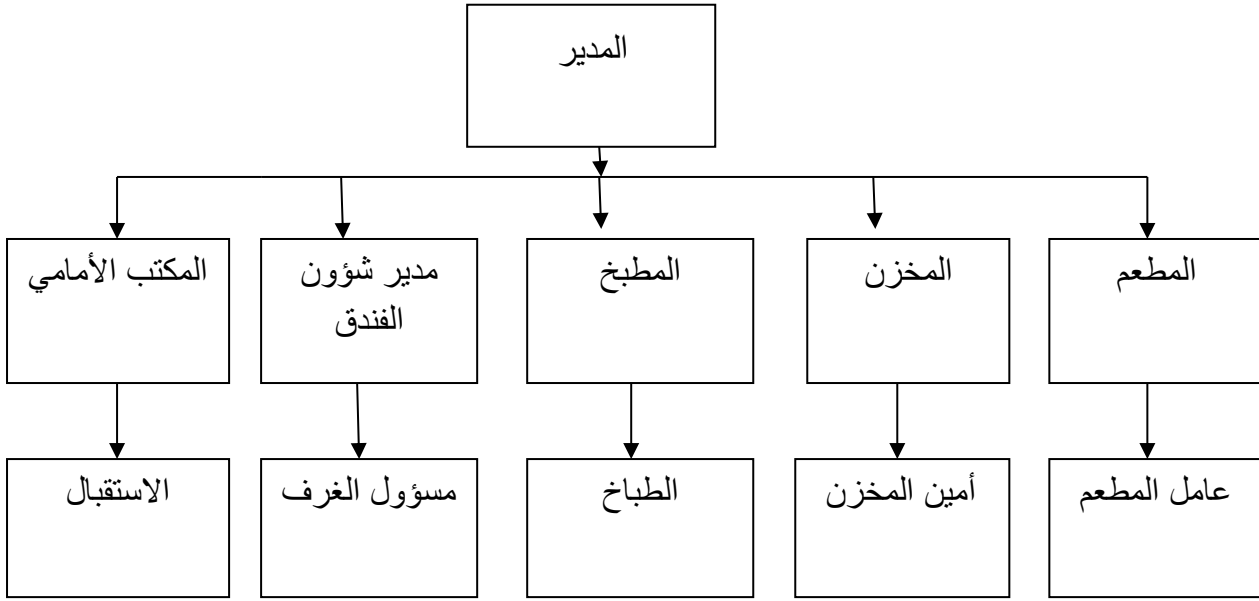 المدير
المطعم
المخزن
المطبخ
مدير شؤون
الفندق
المكتب الأمامي
عامل المطعم
أمين المخزن
الطباخ
مسؤول الغرف
الاستقبال